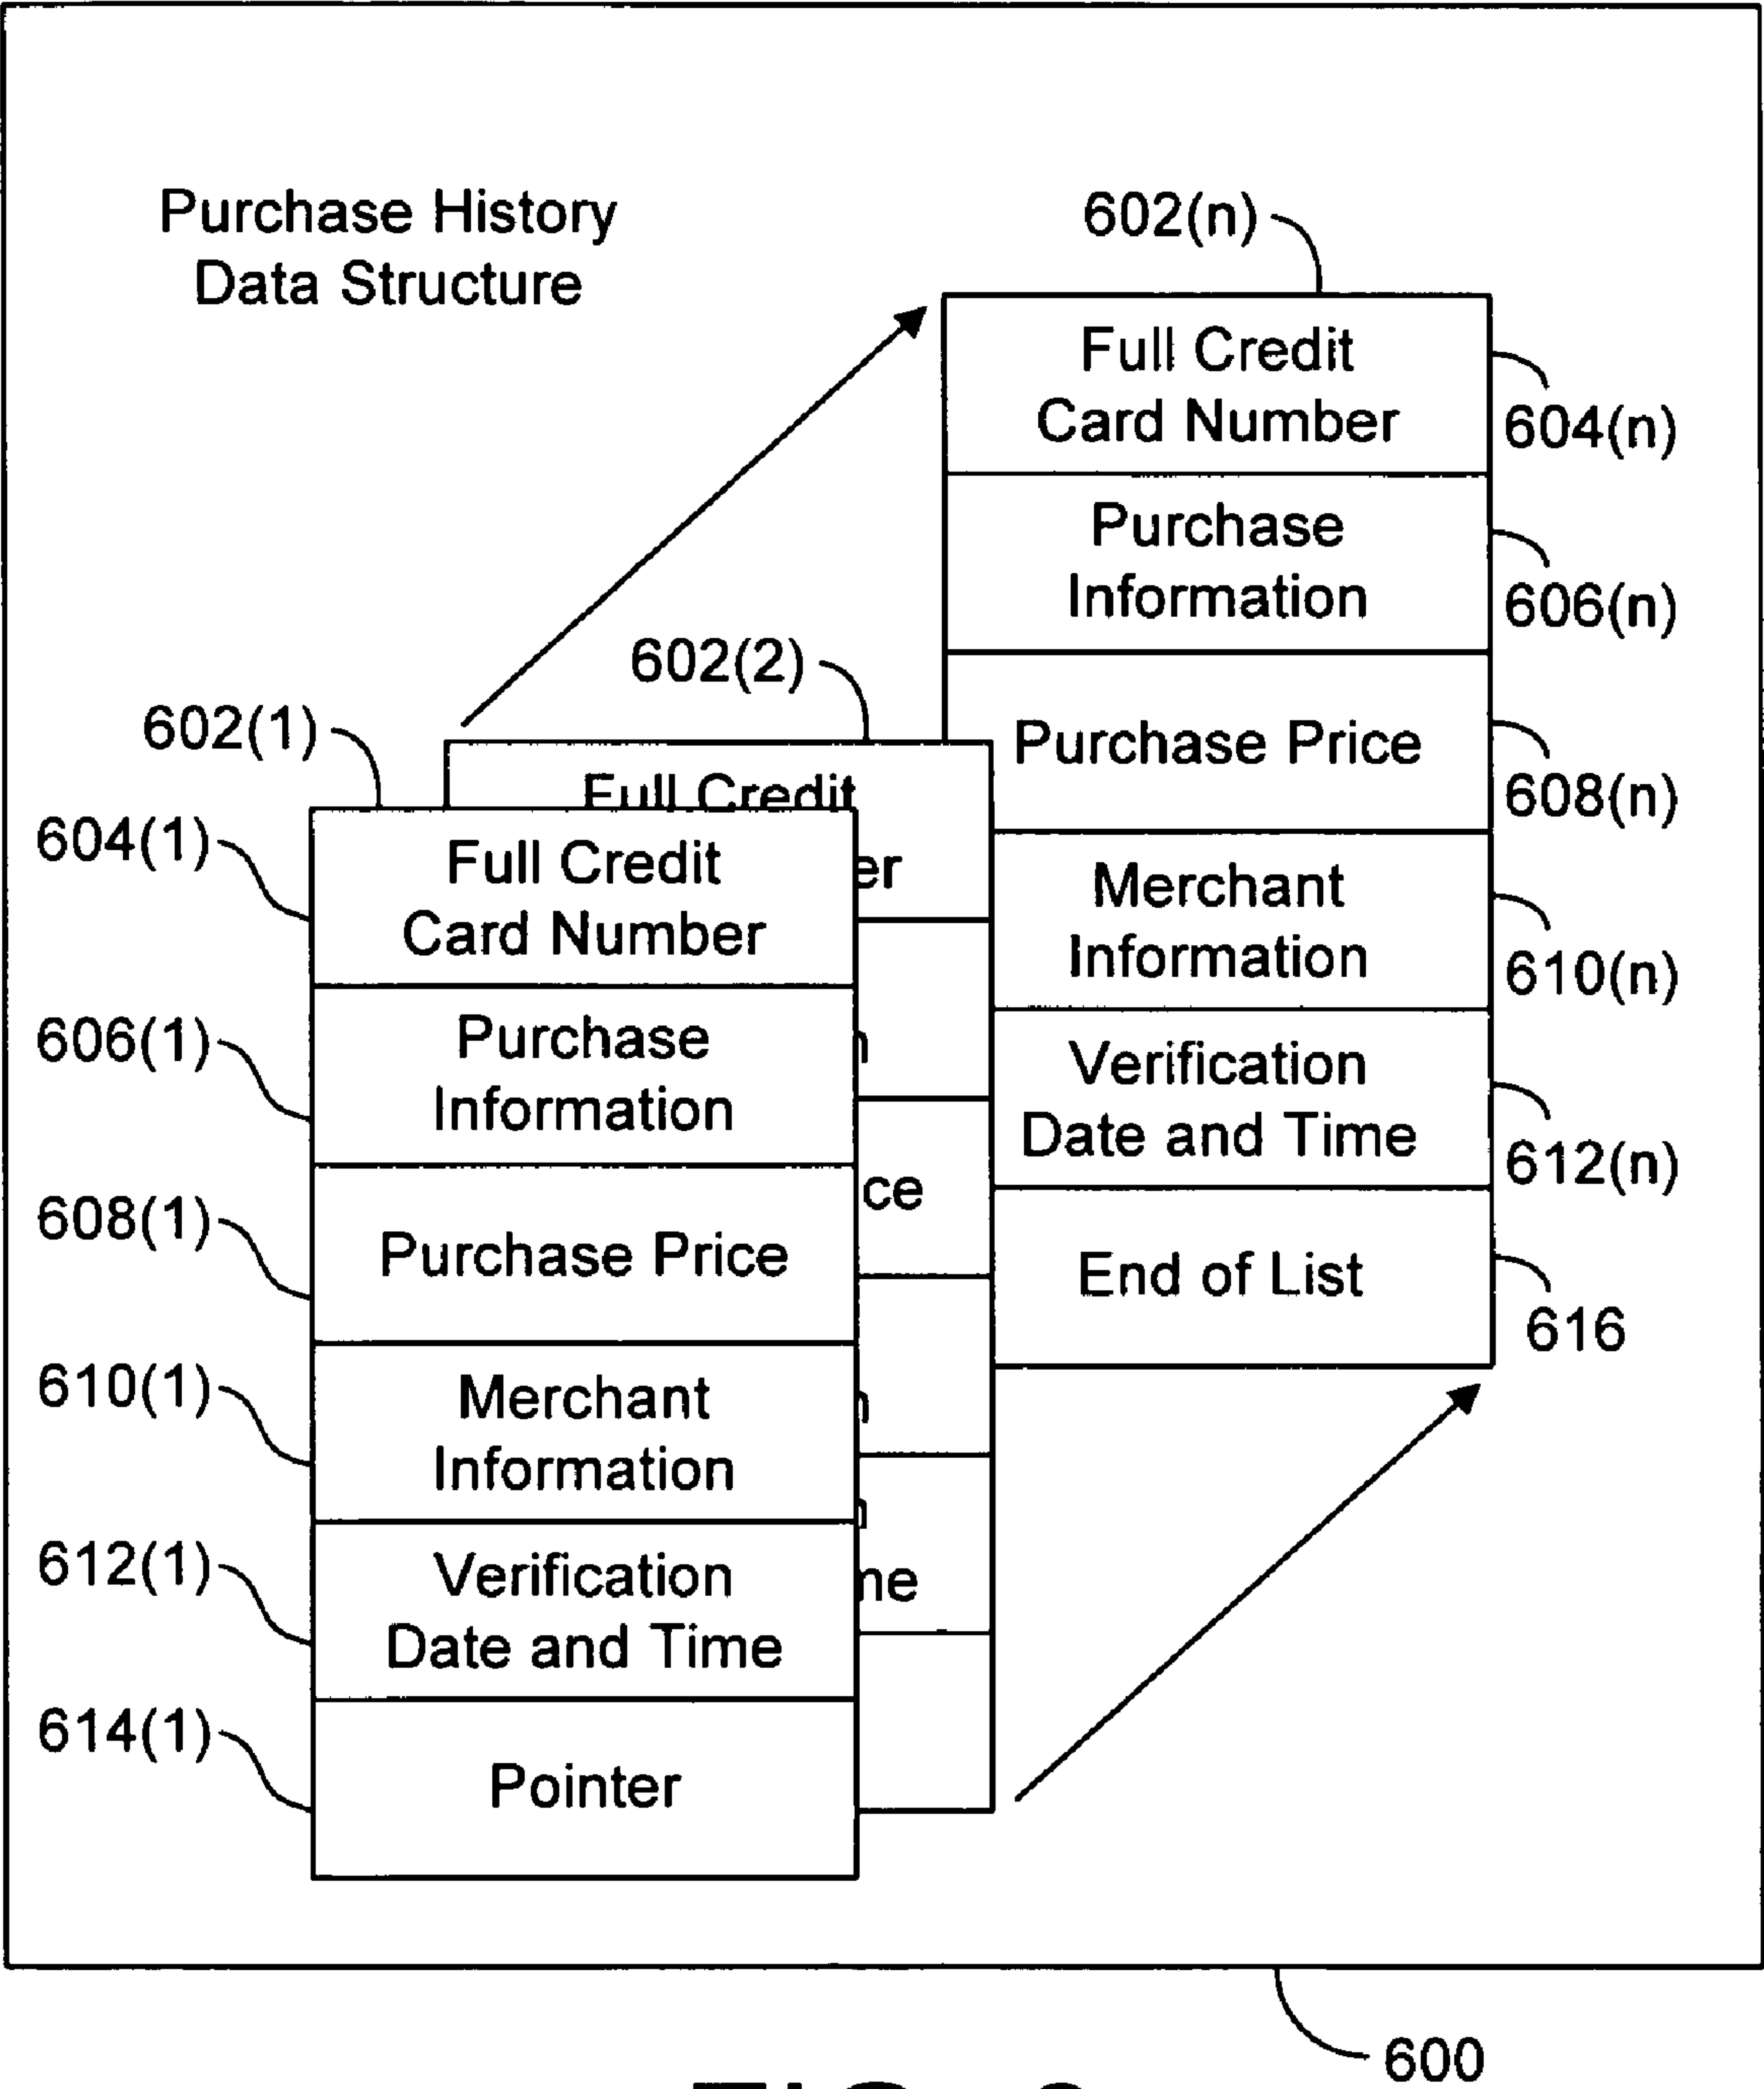 Purchase History
Data Structure
602(n)
Full Credit
Card Number
604(n)
Purchase
Information
606(n)
Purchase Price
608(n)
Merchant
Information
610(n)
Verification
Date and Time
612(n)
End of List
616
602(2)
Full Credit
er
n
ce
n
n
ne
602(1)
604(1)
Full Credit
Card Number
606(1)
Purchase
Information
608(1)
Purchase Price
610(1)
Merchant
Information
612(1)
Verification
Date and Time
614(1)
Pointer
600